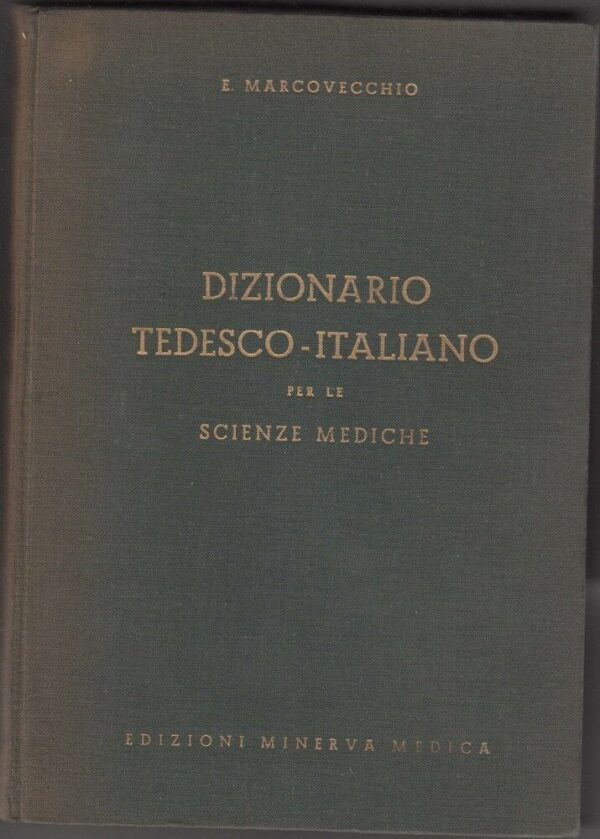 E. MARCOVECCHIO
DIZIONARIO
TEDESCO-ITALIANO
PER LE
SCIENZE MEDICHE
EDIZIONI MINERVA MEDICA